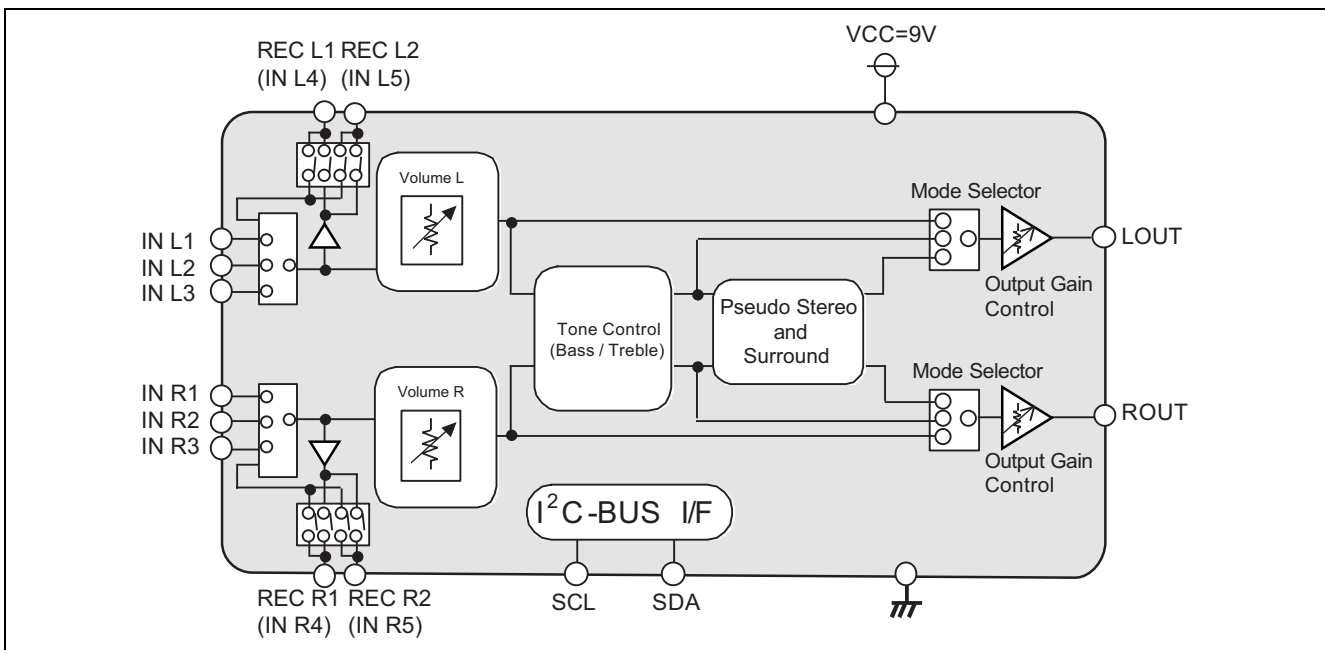 VCC=9V
REC L1 REC L2
(IN L4) (IN L5)
Volume L
Mode Selector
IN L1
IN L2
IN L3
LOUT
Output Gain
Control
Tone Control
(Bass / Treble)
Pseudo Stereo
and
Surround
Mode Selector
IN R1
IN R2
IN R3
Volume R
ROUT
Output Gain
Control
I²C-BUS I/F
REC R1 REC R2
(IN R4) (IN R5)
SCL
SDA